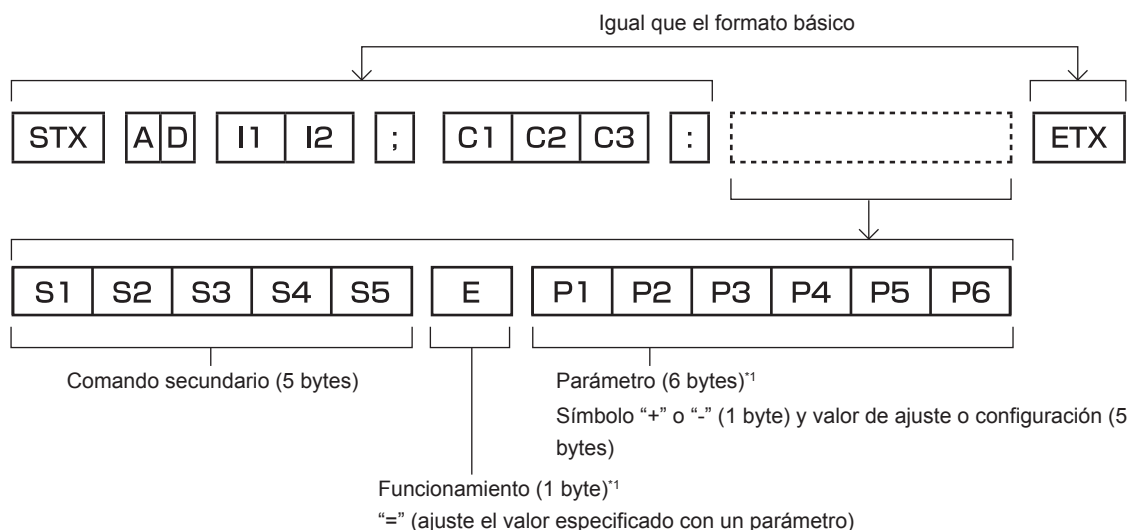 Igual que el formato básico
STX A D I1 I2 ; C1 C2 C3 : ETX
S1 S2 S3 S4 S5 E P1 P2 P3 P4 P5 P6
Comando secundario (5 bytes)
Parámetro (6 bytes)*1
Símbolo “+” o “-” (1 byte) y valor de ajuste o configuración (5
bytes)
Funcionamiento (1 byte)*1
“=” (ajuste el valor especificado con un parámetro)